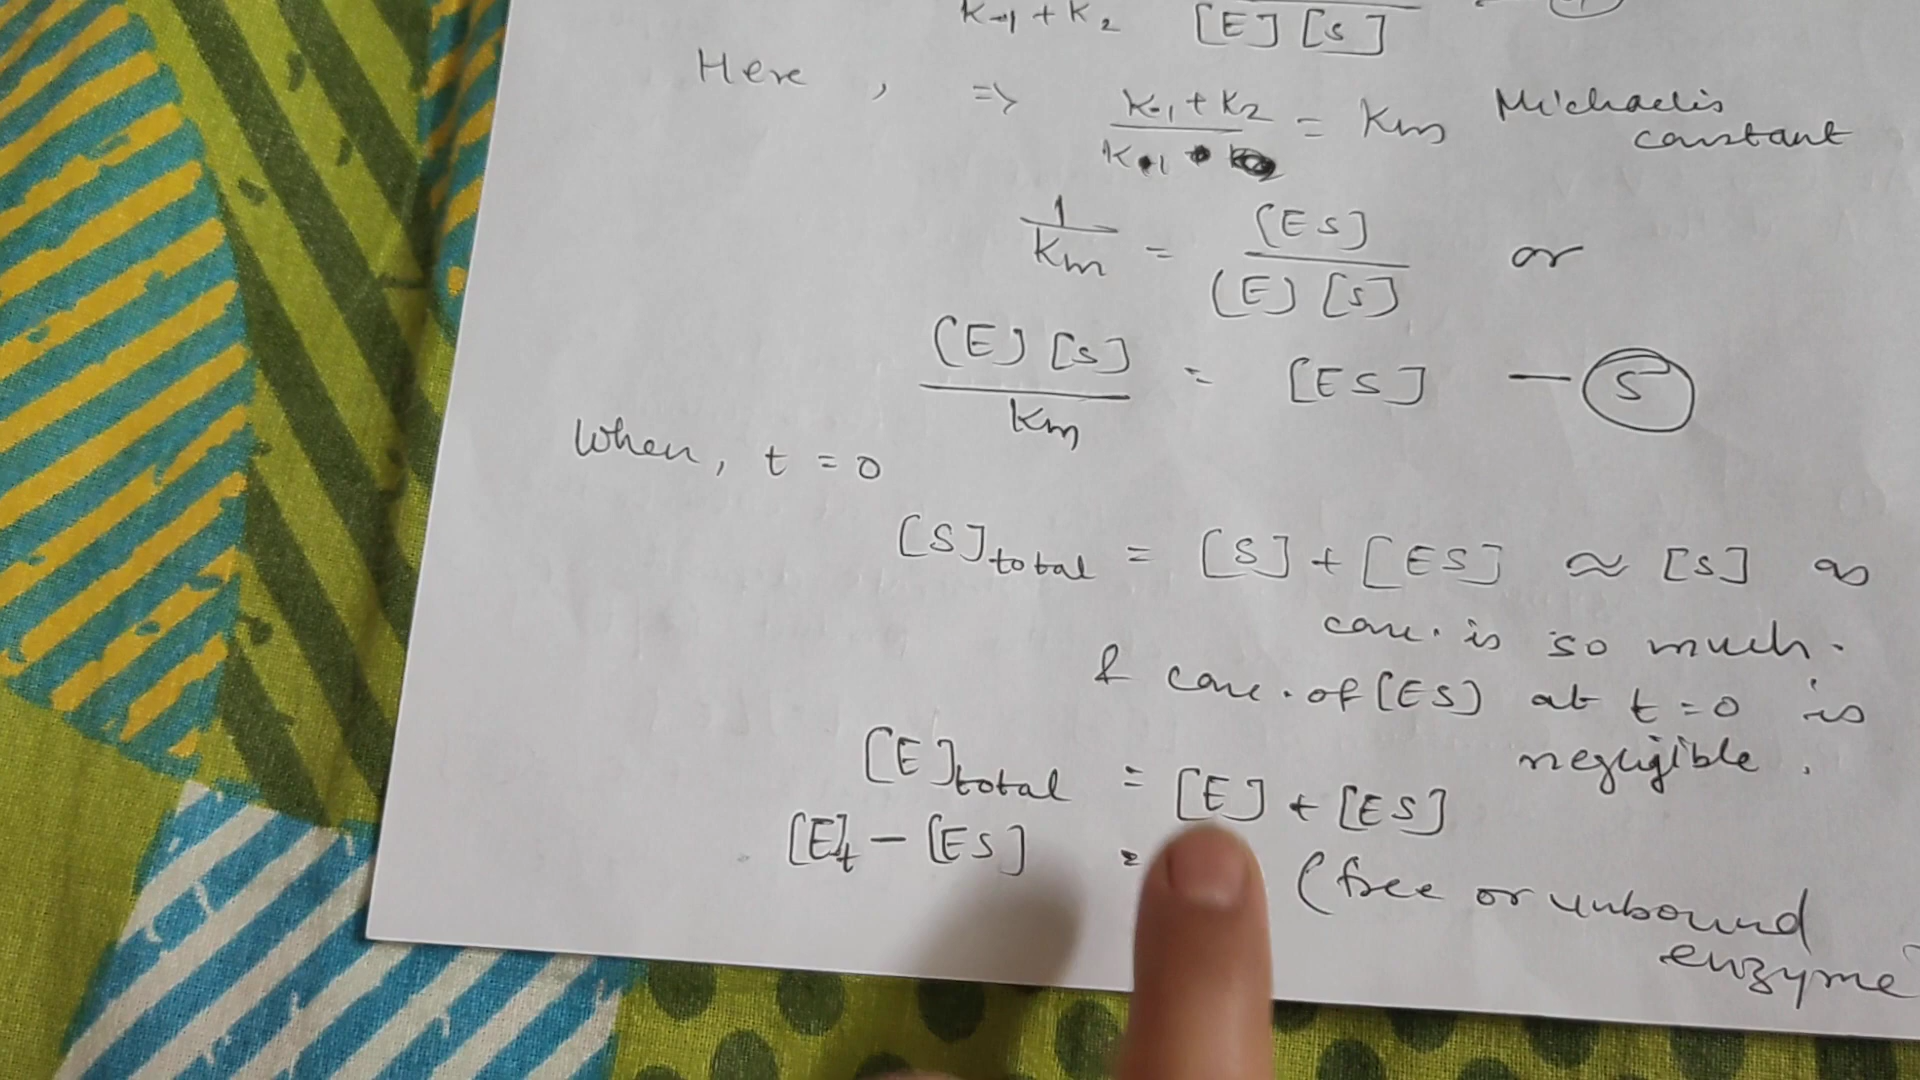 K-1 + K2 [E] [S]
Here , => K-1 + K2 = Km Michaelis
constant
K+1
1 = [ES] or
Km [E] [S]
[E] [S] = [ES] — 5
Km
When, t = 0
[S]total = [S] + [ES] ≈ [S] as
conc. is so much.
& conc. of [ES] at t = 0 is
negligible .
[E]total = [E] + [ES]
[E]t - [ES] = (free or unbound
enzyme